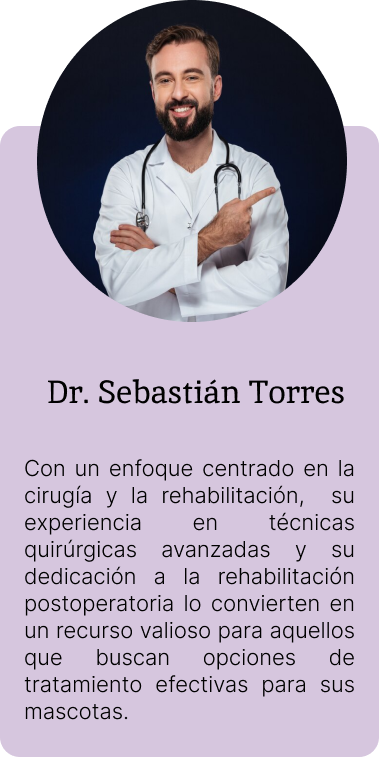 Dr. Sebastián Torres
Con un enfoque centrado en la
cirugía y la rehabilitación, su
experiencia en técnicas
quirúrgicas avanzadas y su
dedicación a la rehabilitación
postoperatoria lo convierten en
un recurso valioso para aquellos
que buscan opciones de
tratamiento efectivas para sus
mascotas.